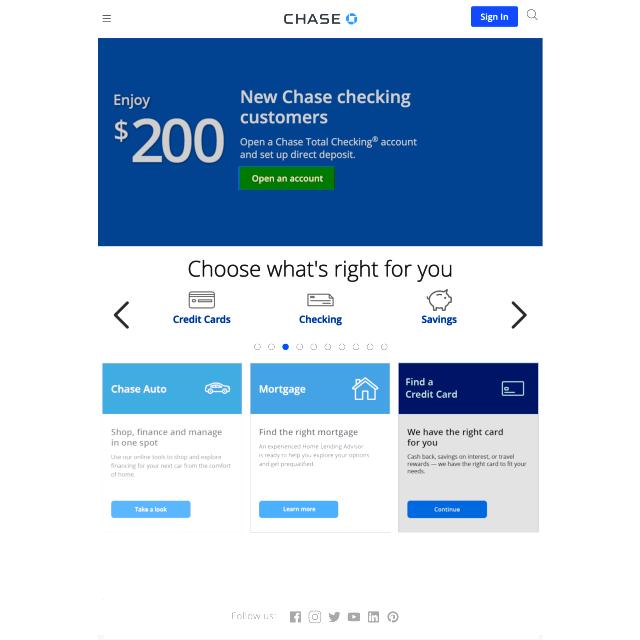 CHASE
Sign In
Enjoy
$200
New Chase checking
customers
Open a Chase Total Checking® account
and set up direct deposit.
Open an account
Choose what's right for you
Credit Cards
Checking
Savings
Chase Auto
Shop, finance and manage
in one spot
Use our online tools to shop and explore
financing for your next car from the comfort
of home.
Take a look
Mortgage
Find the right mortgage
An experienced Home Lending Advisor
is ready to help you explore your options
and get prequalified.
Learn more
Find a
Credit Card
We have the right card
for you
Cash back, savings on interest, or travel
rewards — we have the right card to fit your
needs.
Continue
Follow us: